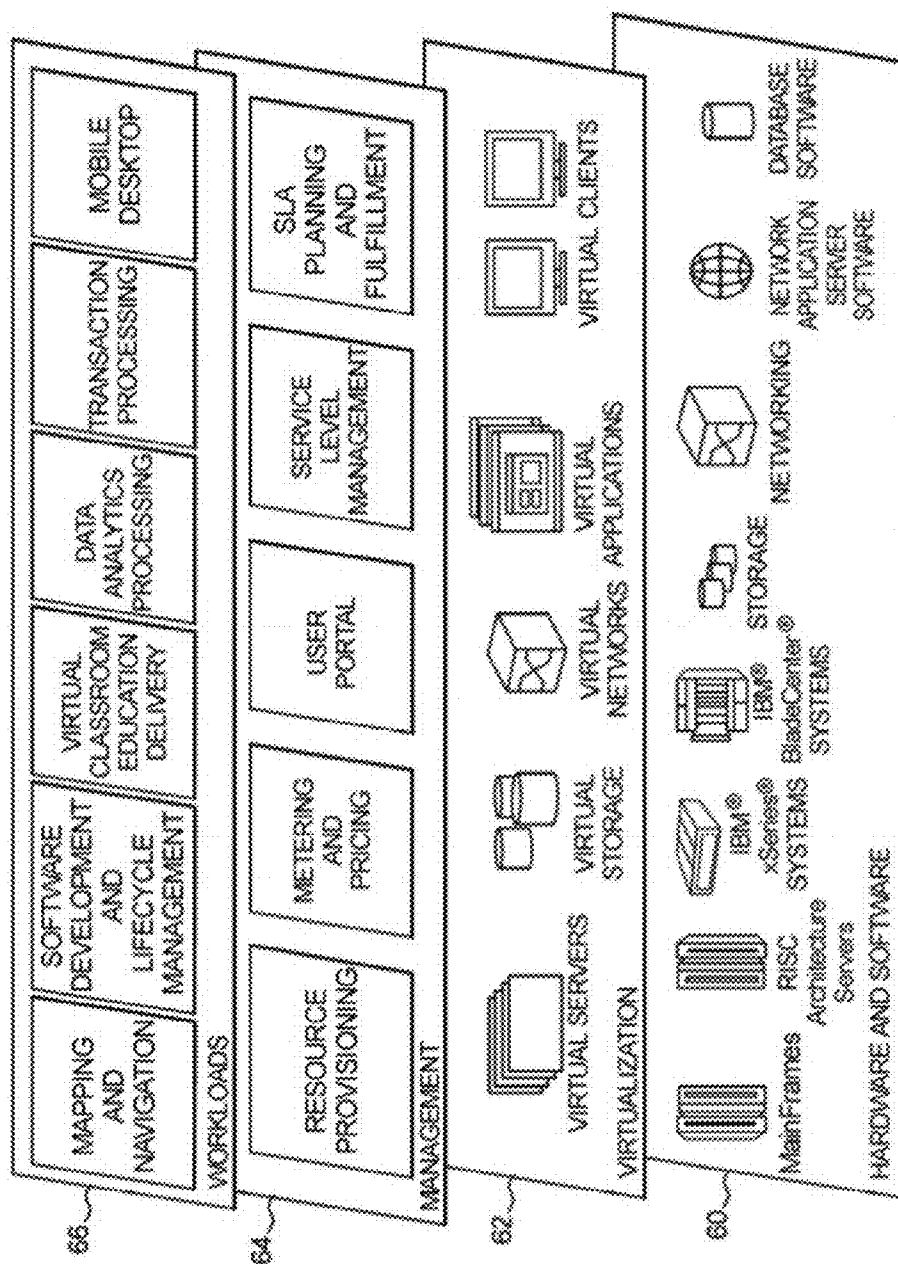 66
MAPPING
AND
NAVIGATION
SOFTWARE
DEVELOPMENT
AND
LIFECYCLE
MANAGEMENT
VIRTUAL
CLASSROOM
EDUCATION
DELIVERY
DATA
ANALYTICS
PROCESSING
TRANSACTION
PROCESSING
MOBILE
DESKTOP
WORKLOADS
64
RESOURCE
PROVISIONING
METERING
AND
PRICING
USER
PORTAL
SERVICE
LEVEL
MANAGEMENT
SLA
PLANNING
AND
FULFILLMENT
MANAGEMENT
62
VIRTUAL SERVERS
VIRTUAL
STORAGE
VIRTUAL
NETWORKS
VIRTUAL
APPLICATIONS
VIRTUAL CLIENTS
VIRTUALIZATION
60
MainFrames
RISC
Architecture
Servers
IBM®
xSeries®
SYSTEMS
IBM®
BladeCenter®
SYSTEMS
STORAGE
NETWORKING
NETWORK
APPLICATION
SERVER
SOFTWARE
DATABASE
SOFTWARE
HARDWARE AND SOFTWARE